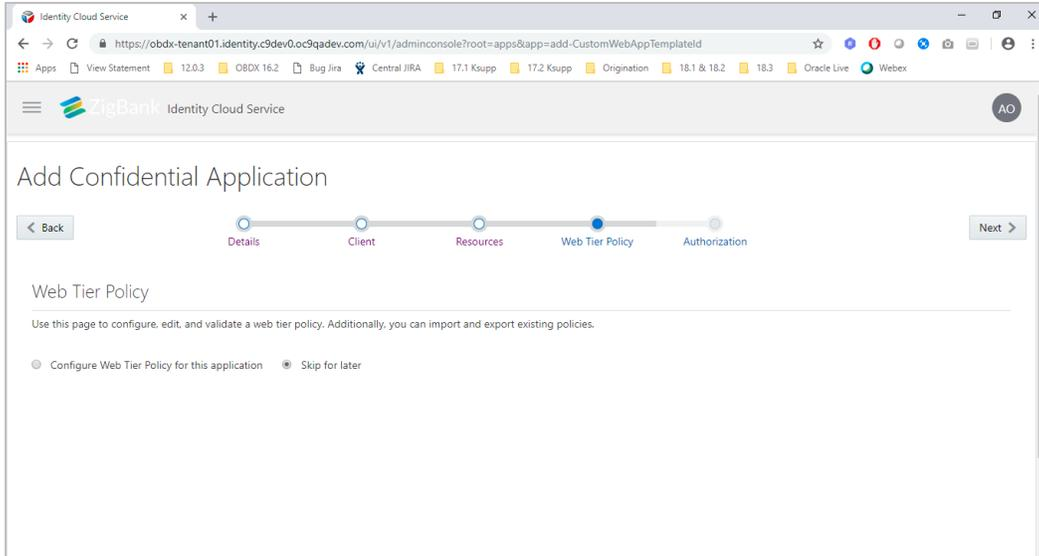 Identity Cloud Service
https://obdx-tenant01.identity.c9dev0.oc9qadev.com/ui/v1/adminconsole?root=apps&app=add-CustomWebAppTemplateId
Apps View Statement 12.0.3 OBDX 16.2 Bug Jira Central JIRA 17.1 Ksupp 17.2 Ksupp Origination 18.1 & 18.2 18.3 Oracle Live Webex
ZigBank Identity Cloud Service AO
Add Confidential Application
Back Next
Details Client Resources Web Tier Policy Authorization
Web Tier Policy
Use this page to configure, edit, and validate a web tier policy. Additionally, you can import and export existing policies.
Configure Web Tier Policy for this application Skip for later